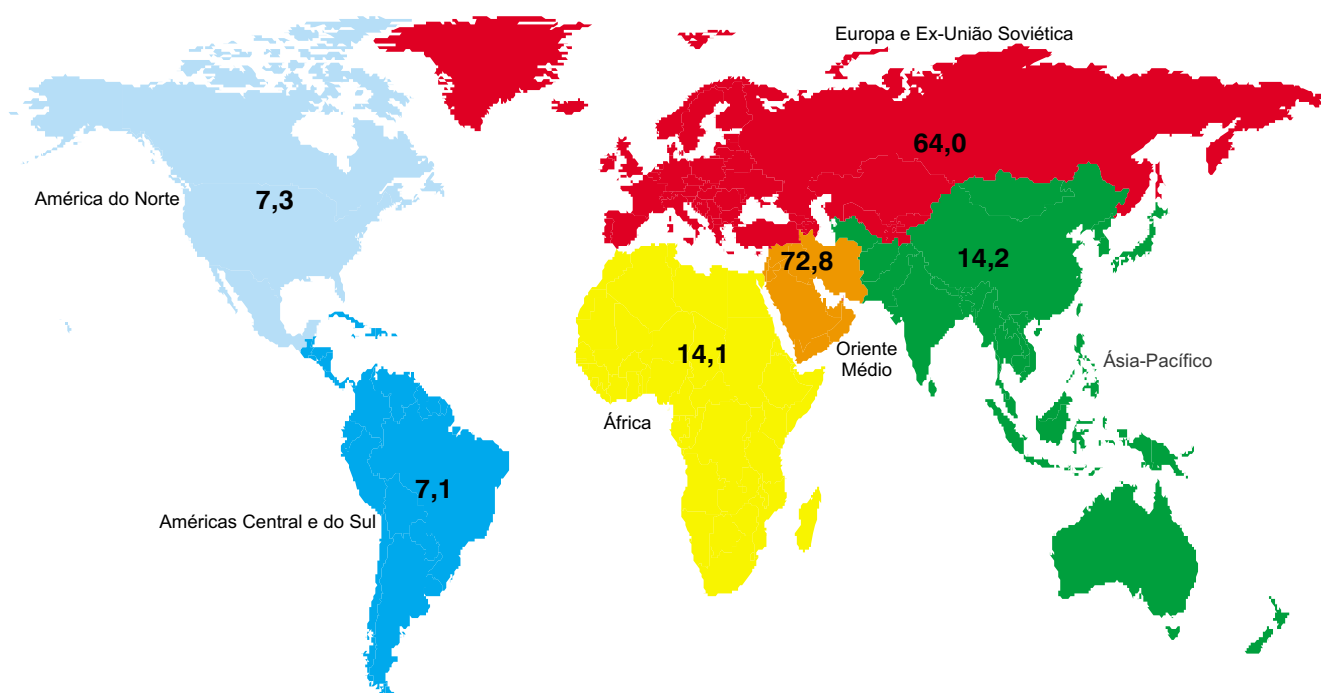 Europa e Ex-União Soviética
64,0
América do Norte
7,3
72,8
14,2
14,1
Oriente
Médio
Ásia-Pacífico
África
7,1
Américas Central e do Sul